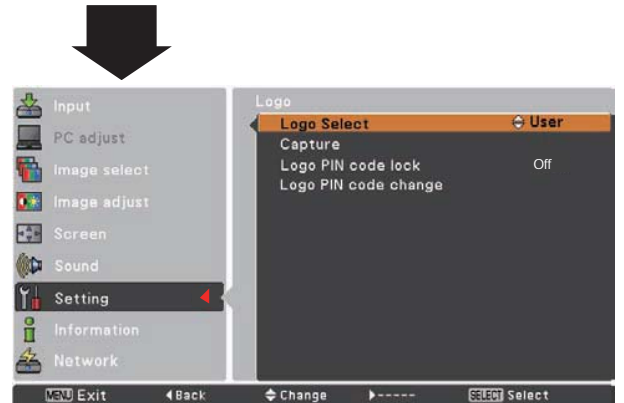 Input
PC adjust
Image select
Image adjust
Screen
Sound
Setting
Information
Network
Logo
Logo Select User
Capture
Logo PIN code lock Off
Logo PIN code change
MENU Exit Back Change ----- SELECT Select